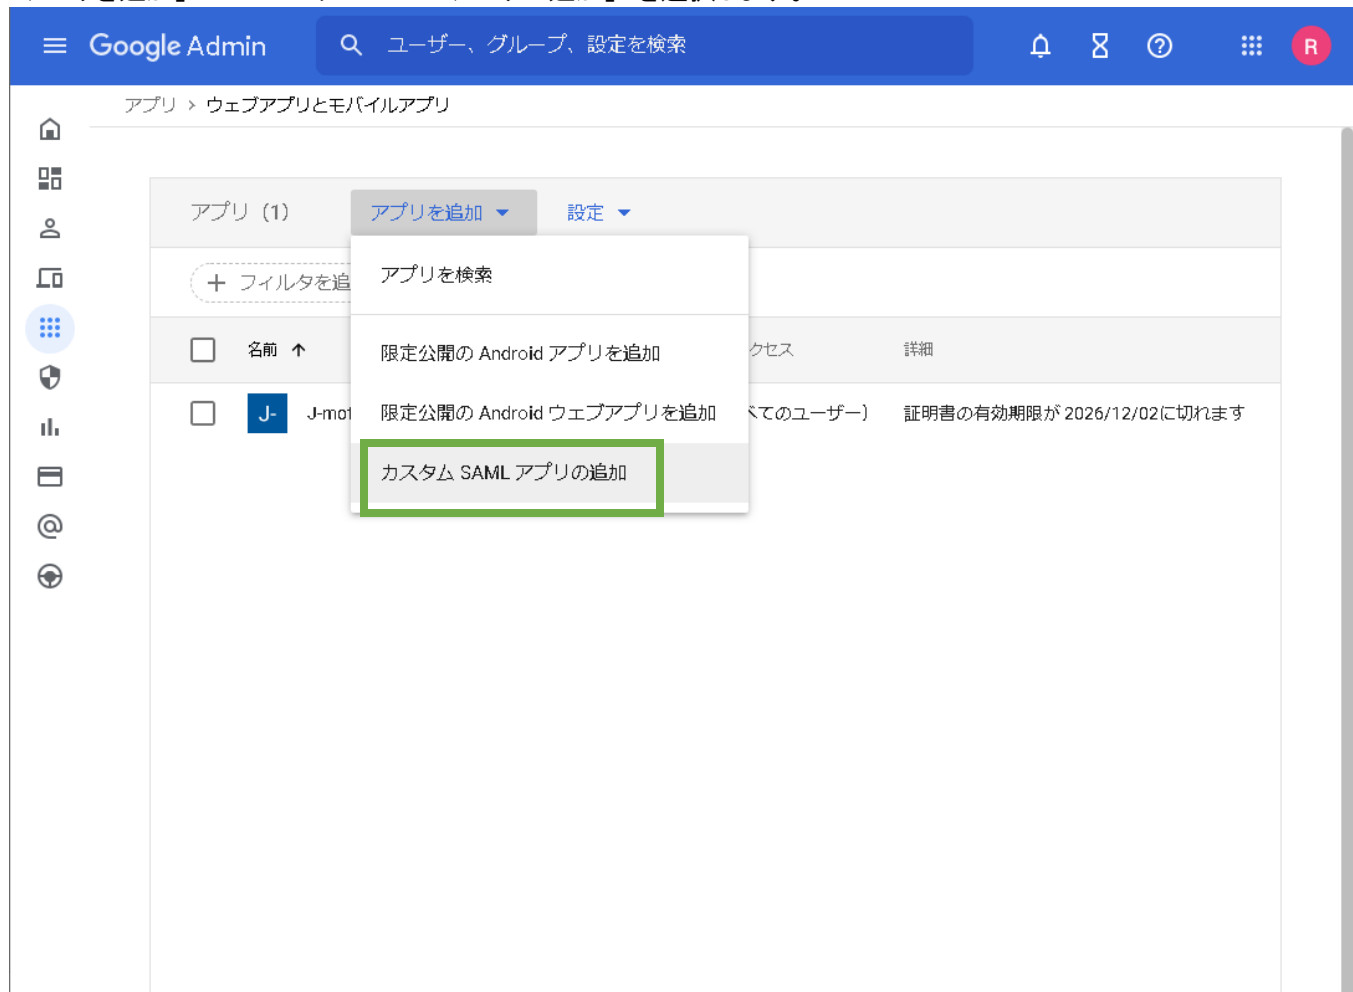 Google Admin
ユーザー、グループ、設定を検索
R
アプリ > ウェブアプリとモバイルアプリ
アプリ (1)
アプリを追加
設定
+ フィルタを追
アプリを検索
限定公開の Android アプリを追加
限定公開の Android ウェブアプリを追加
カスタム SAML アプリの追加
名前 ↑
クセス
詳細
J-
J-mot
べてのユーザー)
証明書の有効期限が 2026/12/02に切れます